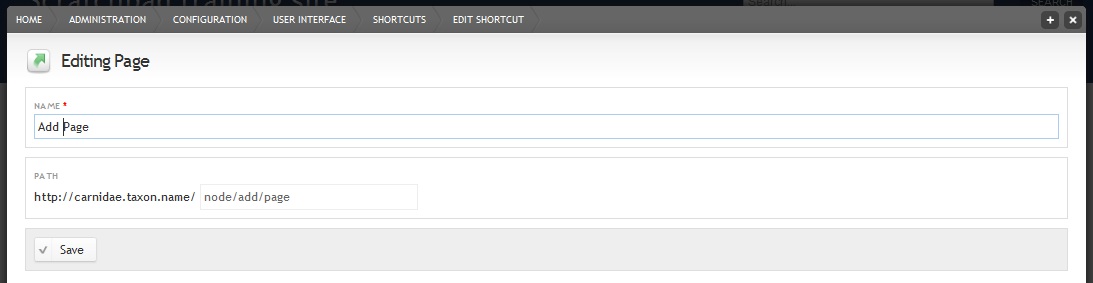 HOME ADMINISTRATION CONFIGURATION USER INTERFACE SHORTCUTS EDIT SHORTCUT
Editing Page
NAME *
Add Page
PATH
http://carnidae.taxon.name/ node/add/page
Save